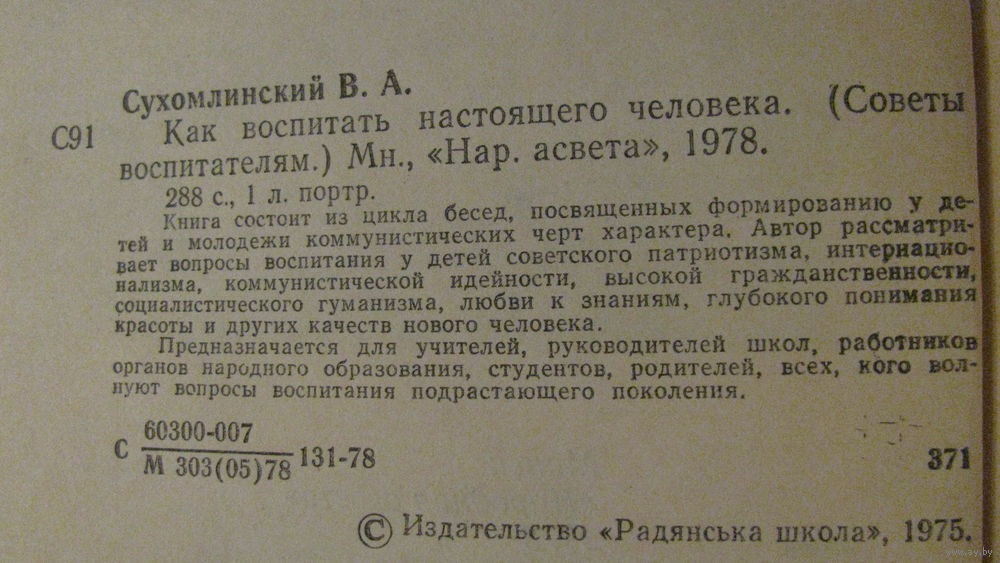 Сухомлинский В. А.
С91 Как воспитать настоящего человека. (Советы
воспитателям.) Мн., «Нар. асвета», 1978.
288 с., 1 л. портр.
Книга состоит из цикла бесед, посвященных формированию у де-
тей и молодежи коммунистических черт характера. Автор рассматри-
вает вопросы воспитания у детей советского патриотизма, интернацио-
нализма, коммунистической идейности, высокой гражданственности,
социалистического гуманизма, любви к знаниям, глубокого понимания
красоты и других качеств нового человека.
Предназначается для учителей, руководителей школ, работников
органов народного образования, студентов, родителей, всех, кого вол-
нуют вопросы воспитания подрастающего поколения.
60300-007
С 131-78
М 303(05)78
371
© Издательство «Радянська школа», 1975.
www.ay.by